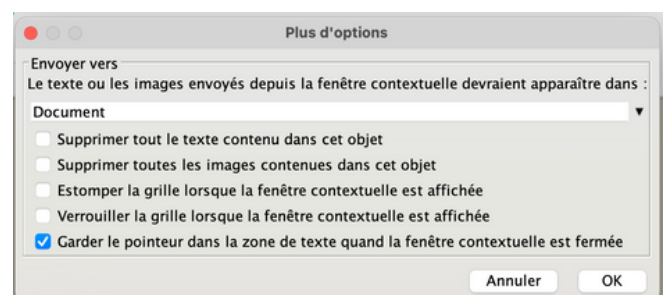 Plus d'options
Envoyer vers
Le texte ou les images envoyés depuis la fenêtre contextuelle devraient apparaître dans :
Document
Supprimer tout le texte contenu dans cet objet
Supprimer toutes les images contenues dans cet objet
Estomper la grille lorsque la fenêtre contextuelle est affichée
Verrouiller la grille lorsque la fenêtre contextuelle est affichée
Garder le pointeur dans la zone de texte quand la fenêtre contextuelle est fermée
Annuler OK